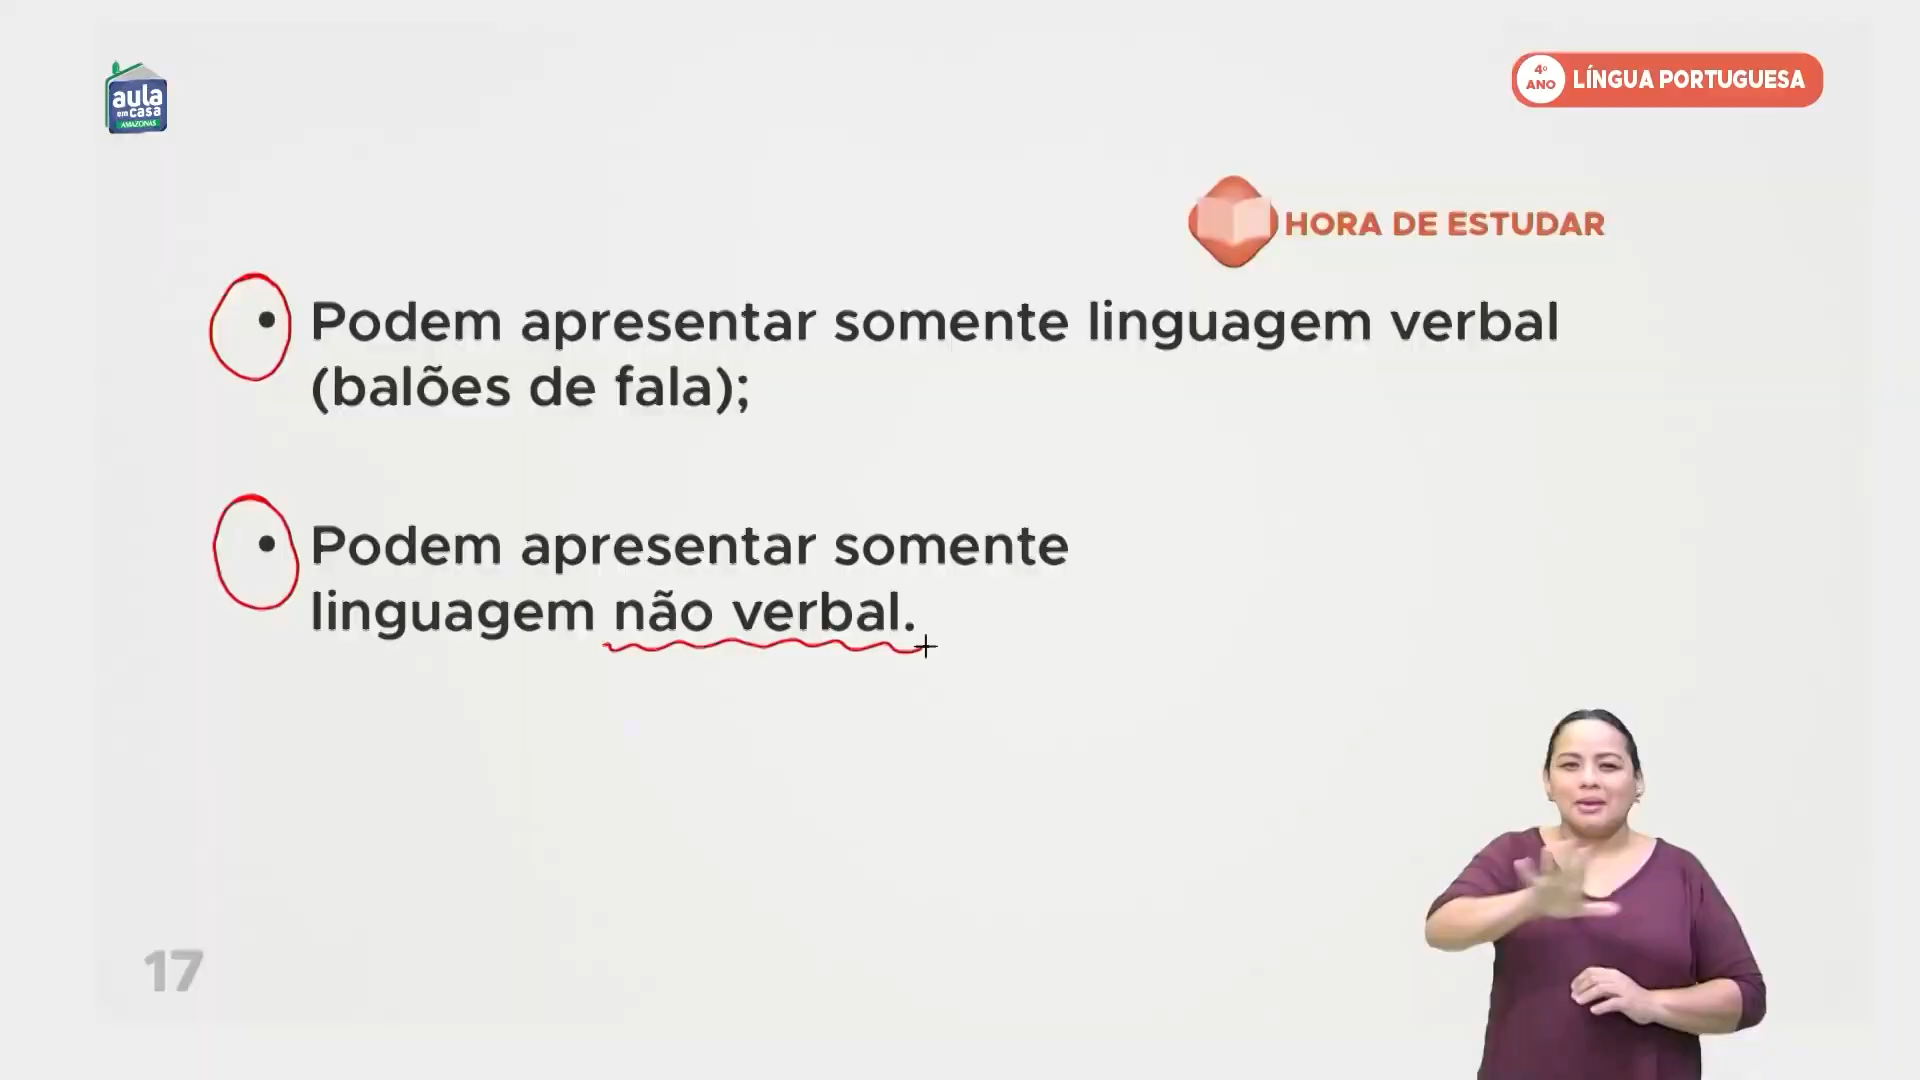 aula
em casa
AMAZONAS
4º
ANO
LÍNGUA PORTUGUESA
HORA DE ESTUDAR
• Podem apresentar somente linguagem verbal
(balões de fala);
• Podem apresentar somente
linguagem não verbal.
17